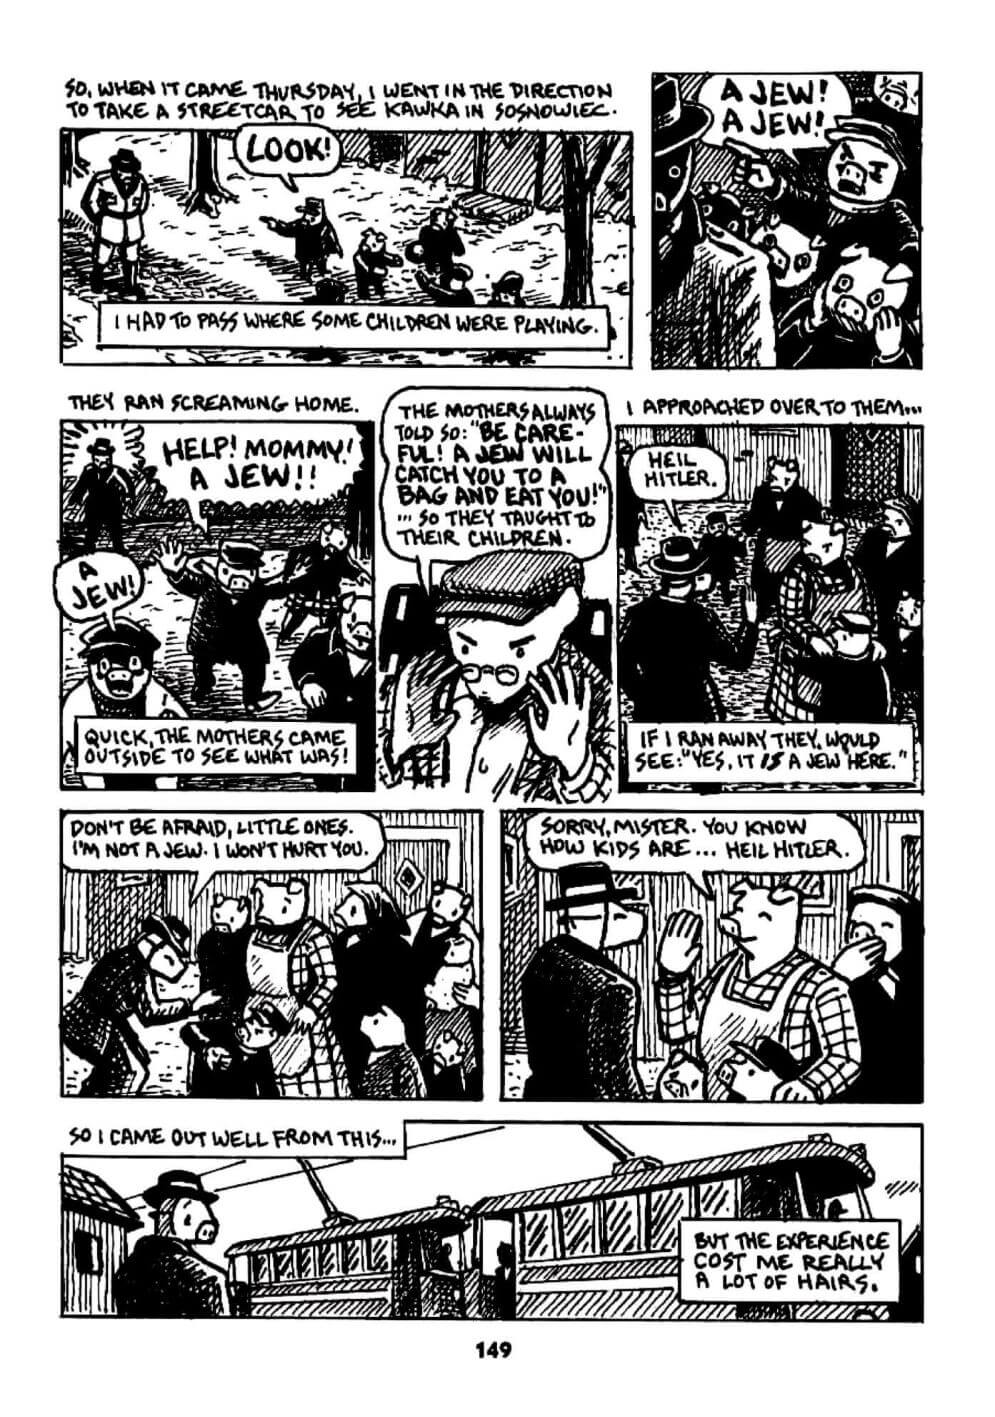 SO, WHEN IT CAME THURSDAY, I WENT IN THE DIRECTION
TO TAKE A STREETCAR TO SEE KAWKA IN SOSNOWIEC.
LOOK!
I HAD TO PASS WHERE SOME CHILDREN WERE PLAYING.
A JEW!
A JEW!
THEY RAN SCREAMING HOME.
HELP! MOMMY!
A JEW!!
A
JEW!
QUICK, THE MOTHERS CAME
OUTSIDE TO SEE WHAT WAS!
THE MOTHERS ALWAYS
TOLD SO: "BE CARE-
FUL! A JEW WILL
CATCH YOU TO A
BAG AND EAT YOU!"
... SO THEY TAUGHT TO
THEIR CHILDREN.
I APPROACHED OVER TO THEM...
HEIL
HITLER.
IF I RAN AWAY THEY, WOULD
SEE: "YES, IT IS A JEW HERE."
DON'T BE AFRAID, LITTLE ONES.
I'M NOT A JEW. I WON'T HURT YOU.
SORRY, MISTER. YOU KNOW
HOW KIDS ARE... HEIL HITLER.
SO I CAME OUT WELL FROM THIS...
BUT THE EXPERIENCE
COST ME REALLY
A LOT OF HAIRS.
149